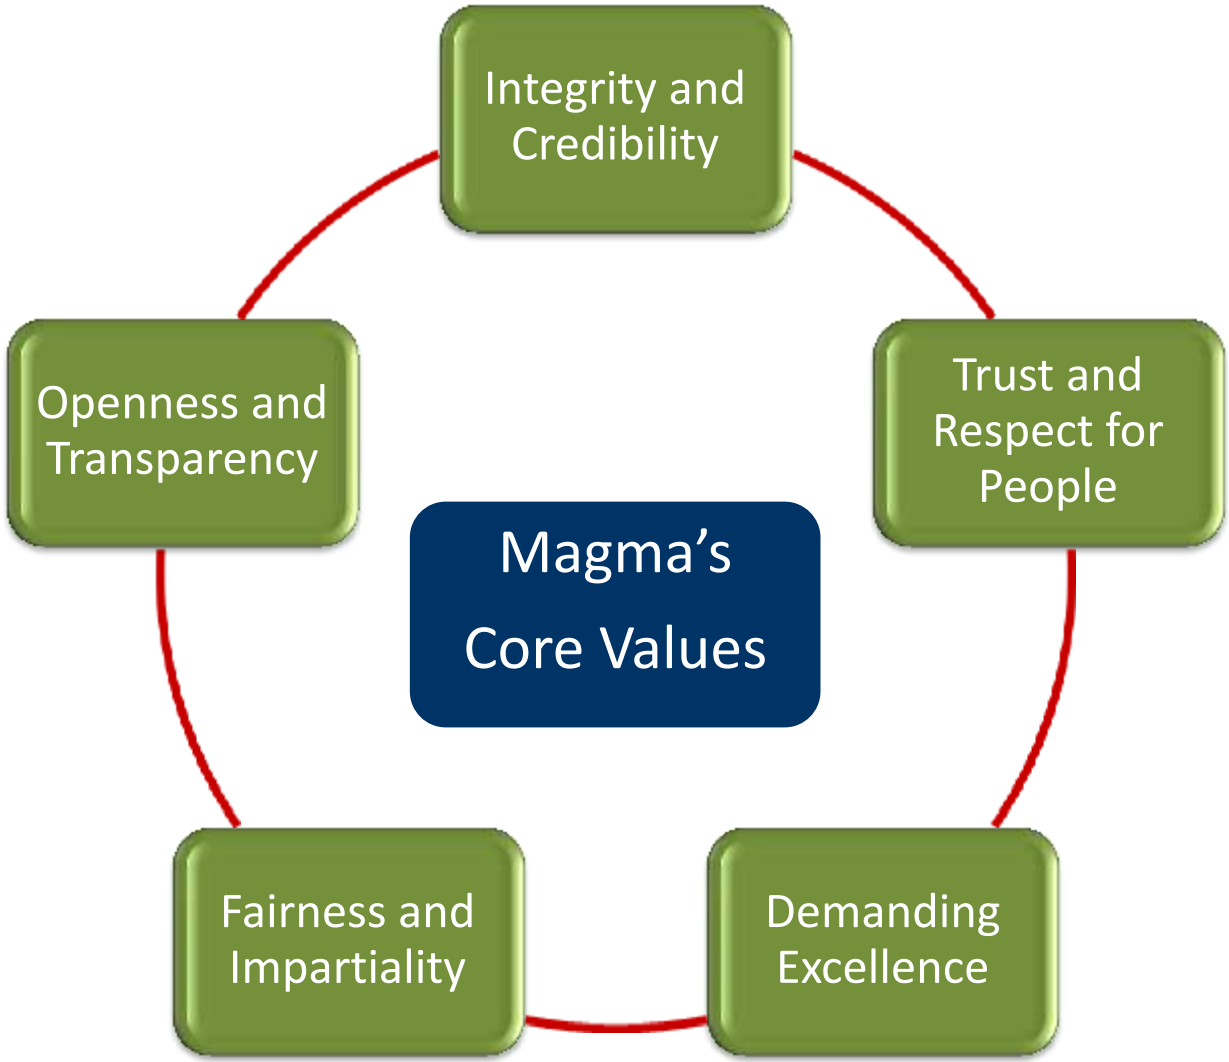 Integrity and
Credibility
Trust and
Respect for
People
Demanding
Excellence
Fairness and
Impartiality
Openness and
Transparency
Magma’s
Core Values